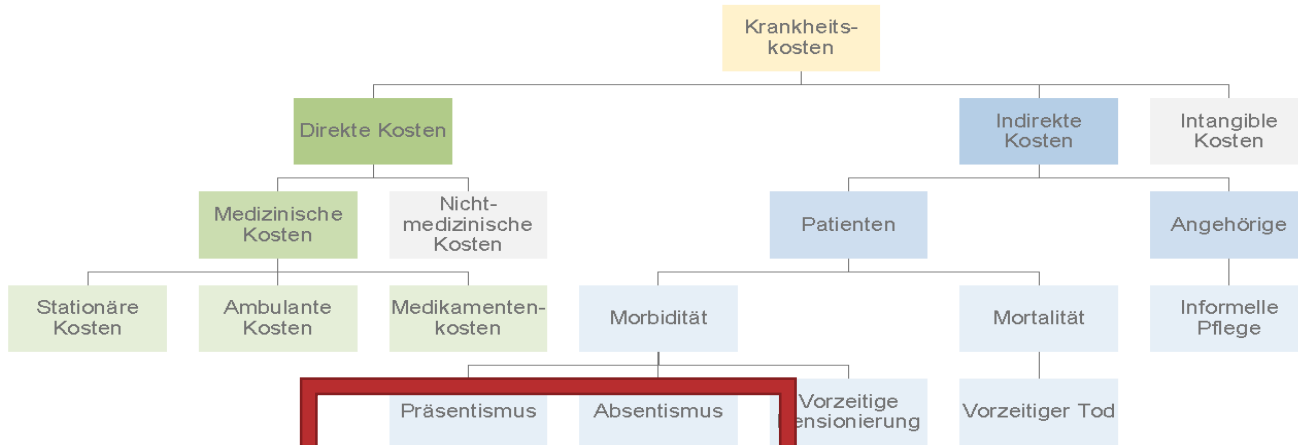 Krankheits-
kosten
Direkte Kosten
Indirekte
Kosten
Intangible
Kosten
Medizinische
Kosten
Nicht-
medizinische
Kosten
Patienten
Angehörige
Stationäre
Kosten
Ambulante
Kosten
Medikamenten-
kosten
Morbidität
Mortalität
Informelle
Pflege
Präsentismus
Absentismus
Vorzeitige
ensionierung
Vorzeitiger Tod